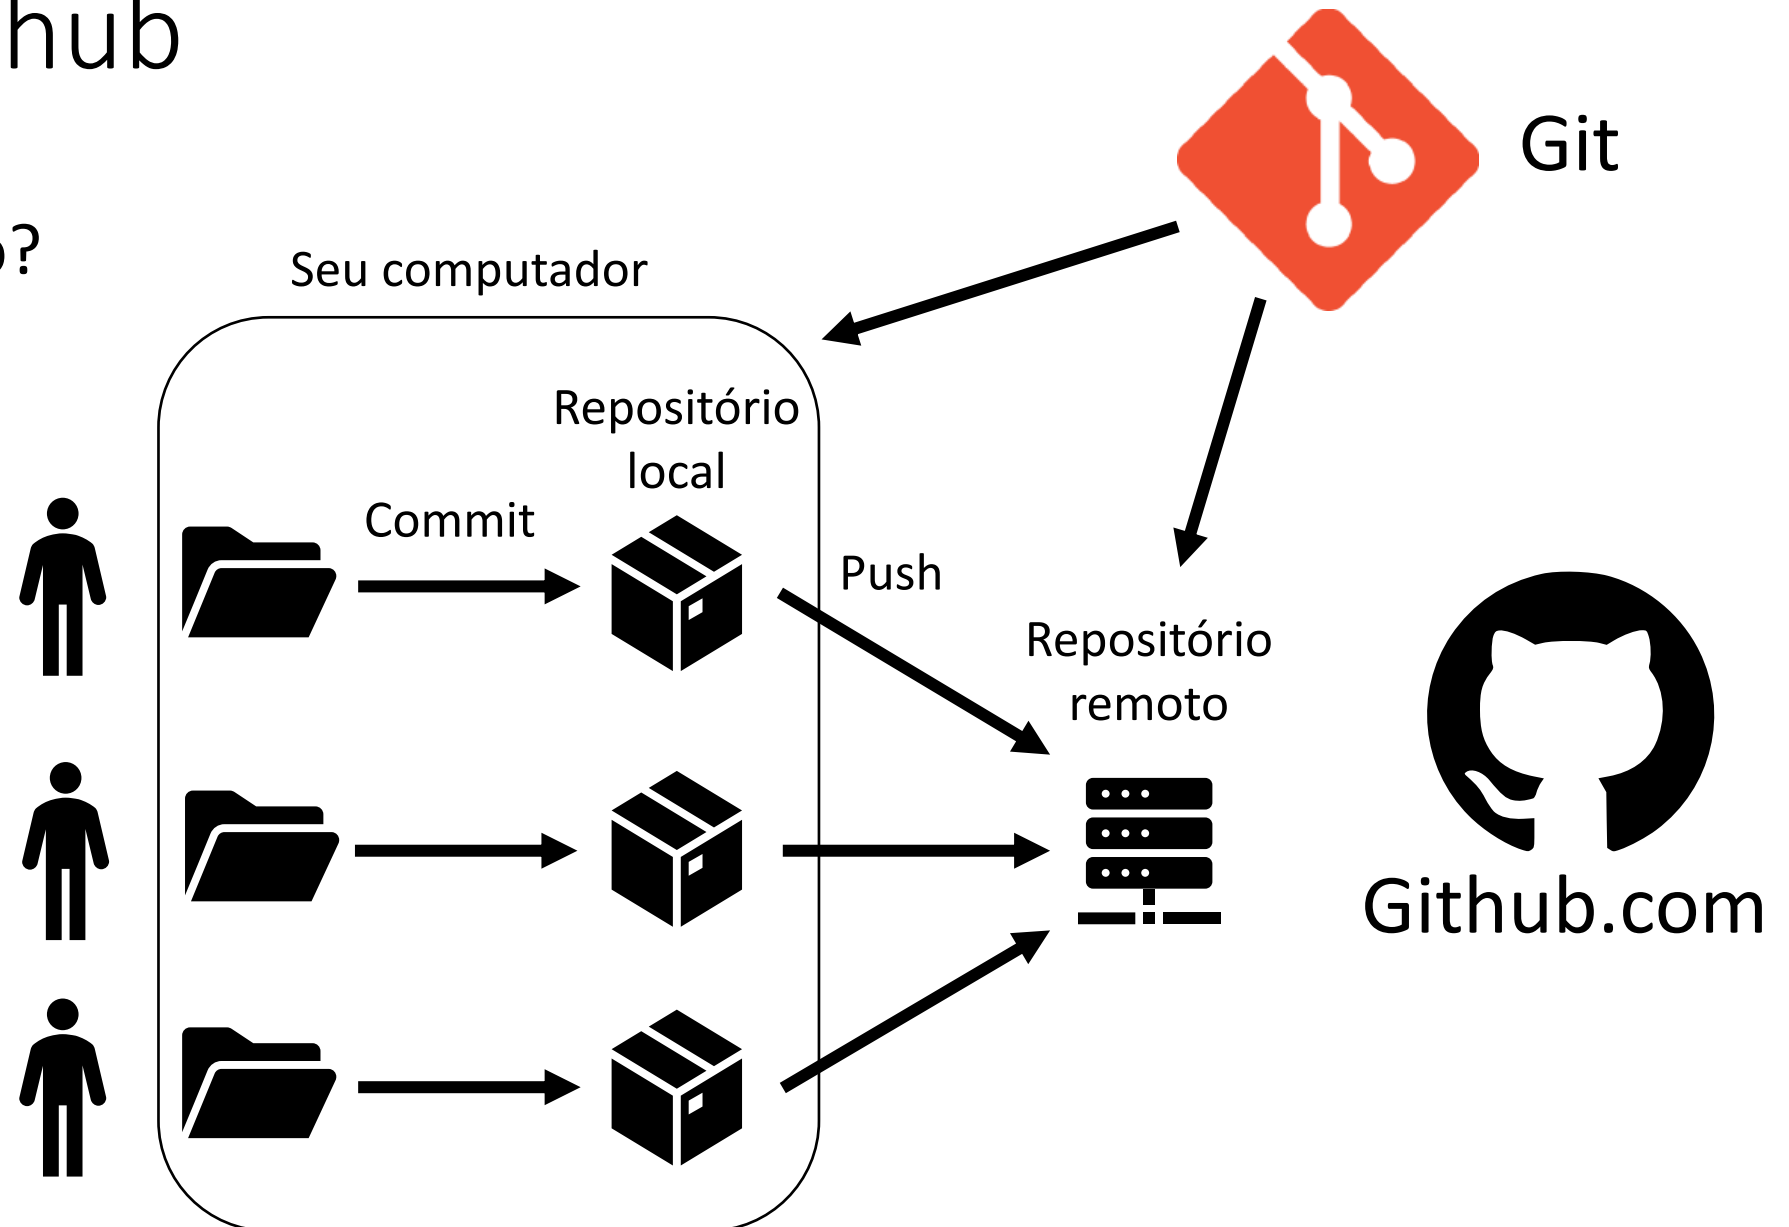 hub
Git
o?
Seu computador
Repositório
local
Commit
Push
Repositório
remoto
Github.com